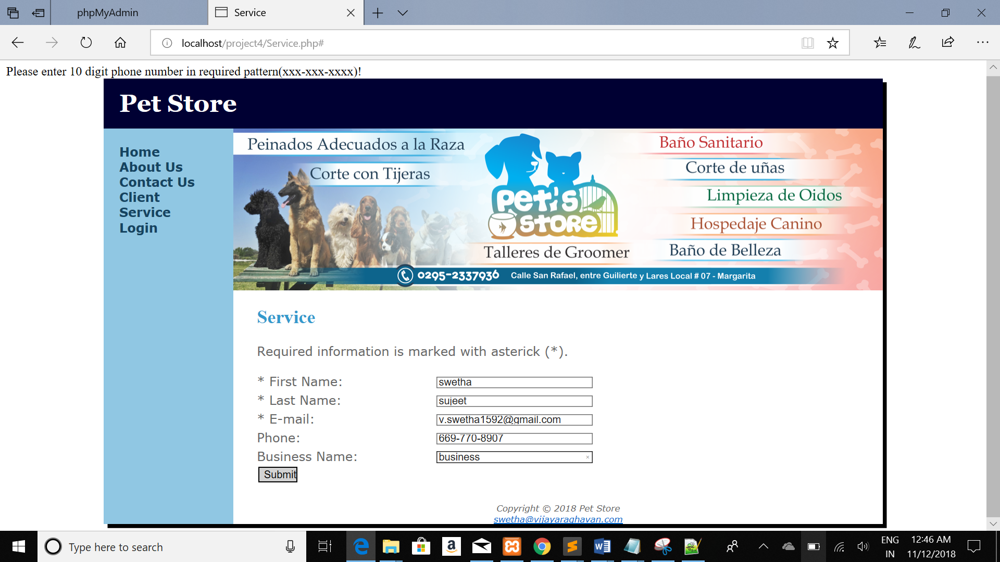 phpMyAdmin
Service
localhost/project4/Service.php#
Please enter 10 digit phone number in required pattern(xxx-xxx-xxxx)!
Pet Store
Home
About Us
Contact Us
Client
Service
Login
Peinados Adecuados a la Raza
Corte con Tijeras
Pet's
Store
Talleres de Groomer
Baño Sanitario
Corte de uñas
Limpieza de Oidos
Hospedaje Canino
Baño de Belleza
0295-2337936 Calle San Rafael, entre Guilierte y Lares Local # 07 - Margarita
Service
Required information is marked with asterick (*).
* First Name: swetha
* Last Name: sujeet
* E-mail: v.swetha1592@gmail.com
Phone: 669-770-8907
Business Name: business
Submit
Copyright © 2018 Pet Store
swetha@vijayaraghavan.com
Type here to search
ENG
IN
12:46 AM
11/12/2018